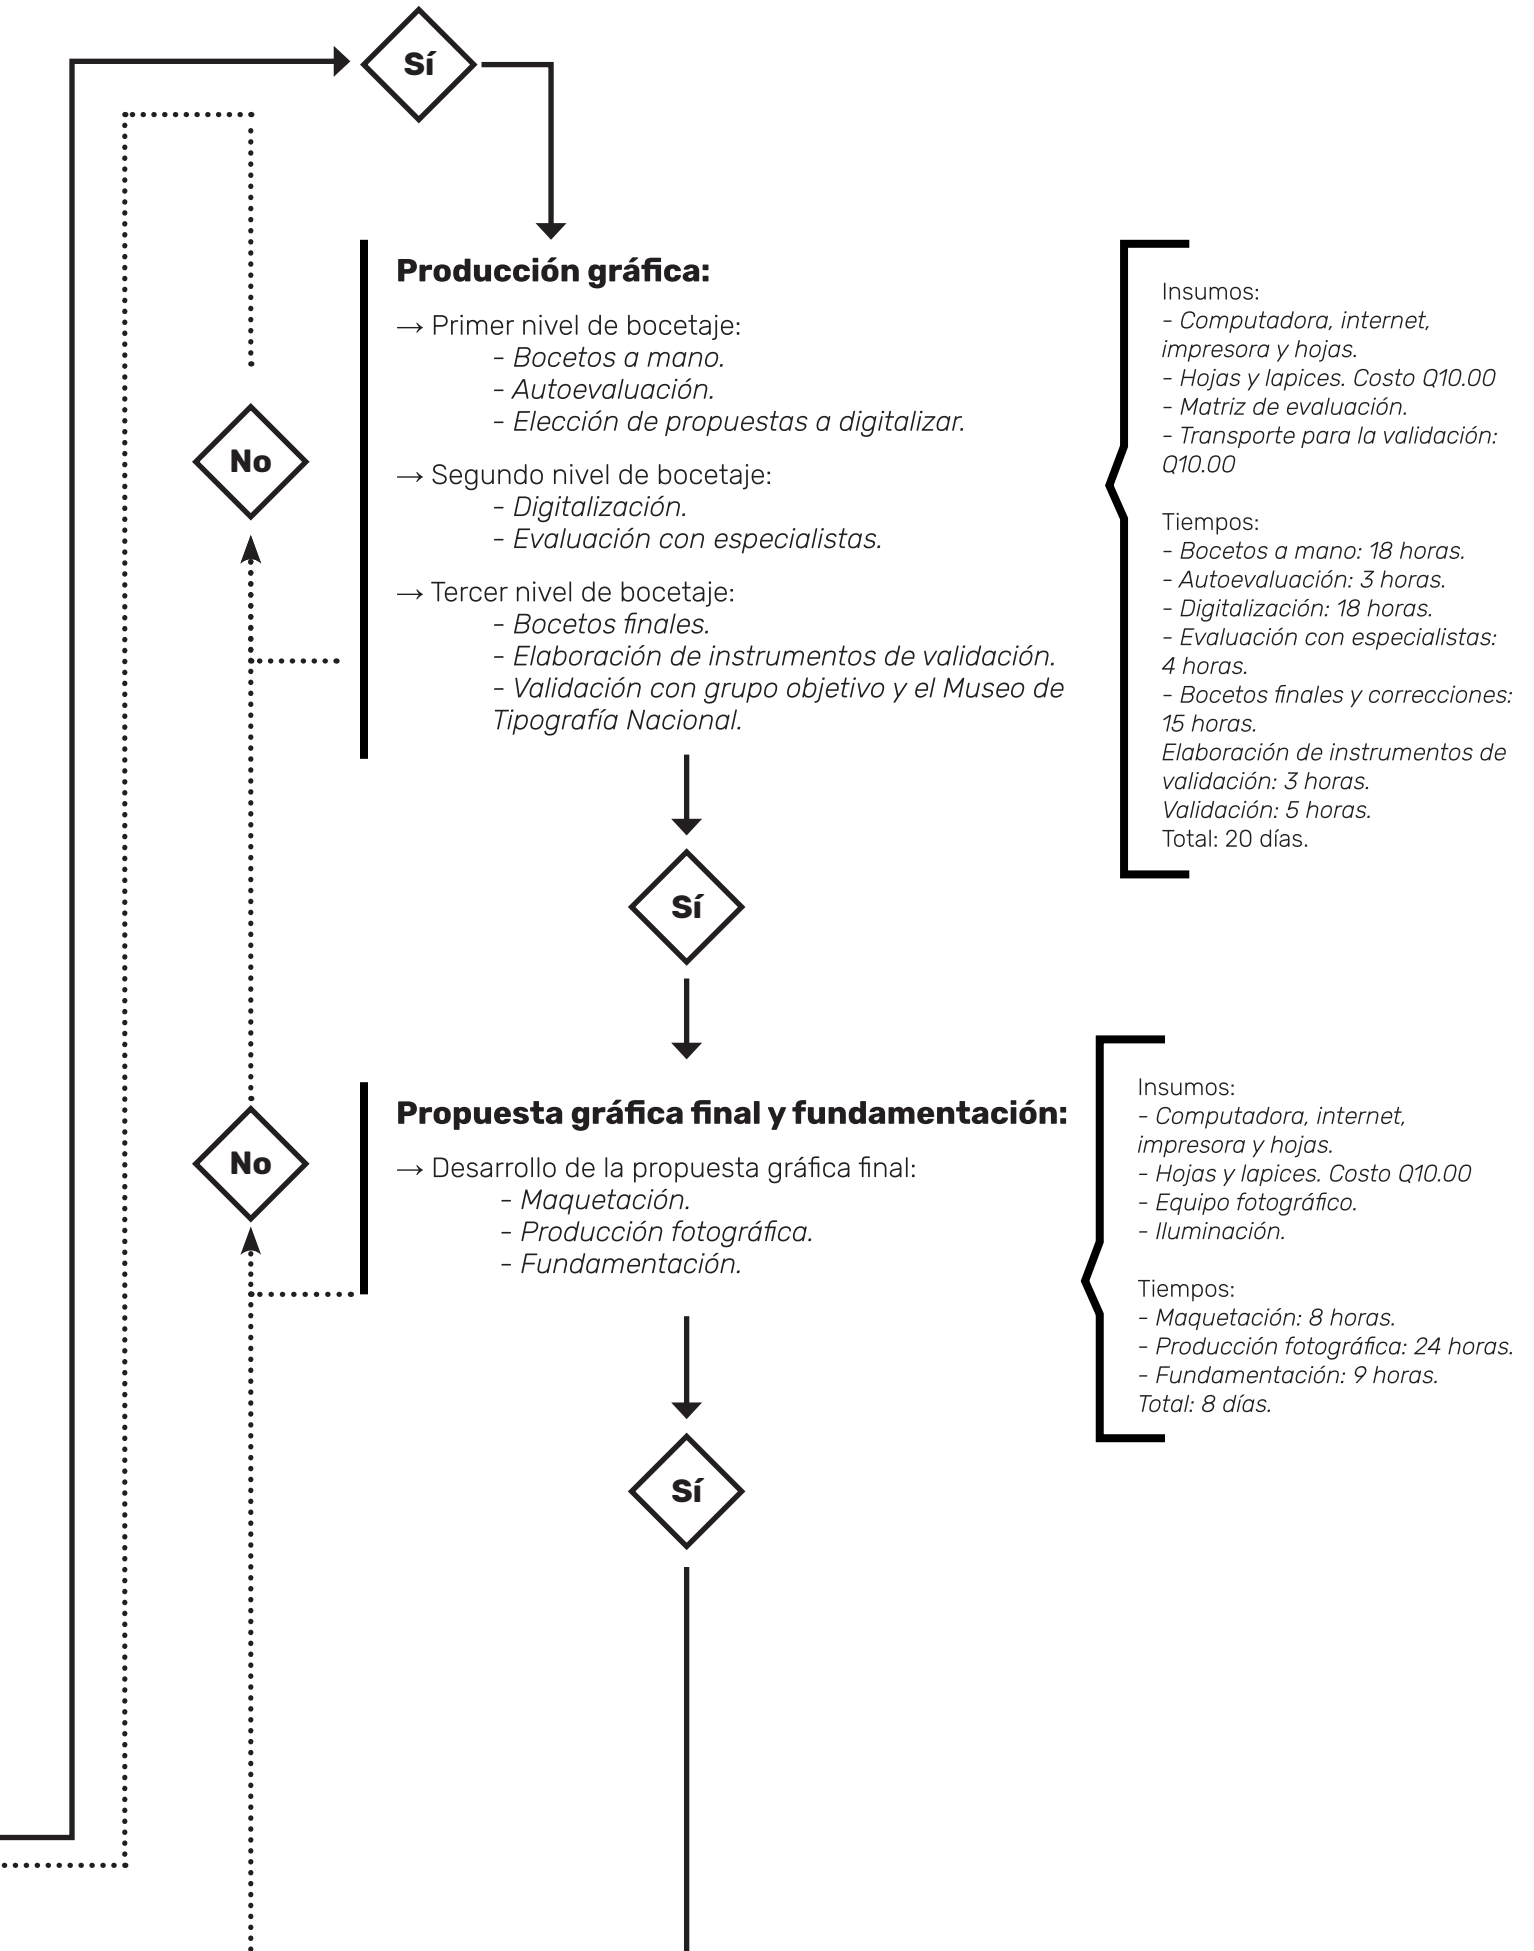 Sí
Producción gráfica:
→ Primer nivel de bocetaje:
- Bocetos a mano.
- Autoevaluación.
- Elección de propuestas a digitalizar.
→ Segundo nivel de bocetaje:
- Digitalización.
- Evaluación con especialistas.
→ Tercer nivel de bocetaje:
- Bocetos finales.
- Elaboración de instrumentos de validación.
- Validación con grupo objetivo y el Museo de
Tipografía Nacional.
Insumos:
- Computadora, internet,
impresora y hojas.
- Hojas y lapices. Costo Q10.00
- Matriz de evaluación.
- Transporte para la validación:
Q10.00
Tiempos:
- Bocetos a mano: 18 horas.
- Autoevaluación: 3 horas.
- Digitalización: 18 horas.
- Evaluación con especialistas:
4 horas.
- Bocetos finales y correcciones:
15 horas.
Elaboración de instrumentos de
validación: 3 horas.
Validación: 5 horas.
Total: 20 días.
No
Sí
Propuesta gráfica final y fundamentación:
→ Desarrollo de la propuesta gráfica final:
- Maquetación.
- Producción fotográfica.
- Fundamentación.
Insumos:
- Computadora, internet,
impresora y hojas.
- Hojas y lapices. Costo Q10.00
- Equipo fotográfico.
- Iluminación.
Tiempos:
- Maquetación: 8 horas.
- Producción fotográfica: 24 horas.
- Fundamentación: 9 horas.
Total: 8 días.
No
Sí